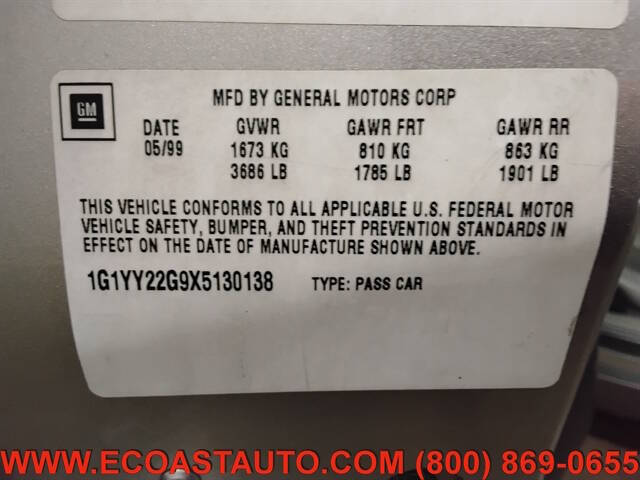 GM
MFD BY GENERAL MOTORS CORP
DATE GVWR GAWR FRT GAWR RR
05/99 1673 KG 810 KG 863 KG
3686 LB 1785 LB 1901 LB
THIS VEHICLE CONFORMS TO ALL APPLICABLE U.S. FEDERAL MOTOR
VEHICLE SAFETY, BUMPER, AND THEFT PREVENTION STANDARDS IN
EFFECT ON THE DATE OF MANUFACTURE SHOWN ABOVE.
1G1YY22G9X5130138 TYPE: PASS CAR
WWW.ECOASTAUTO.COM (800) 869-0655